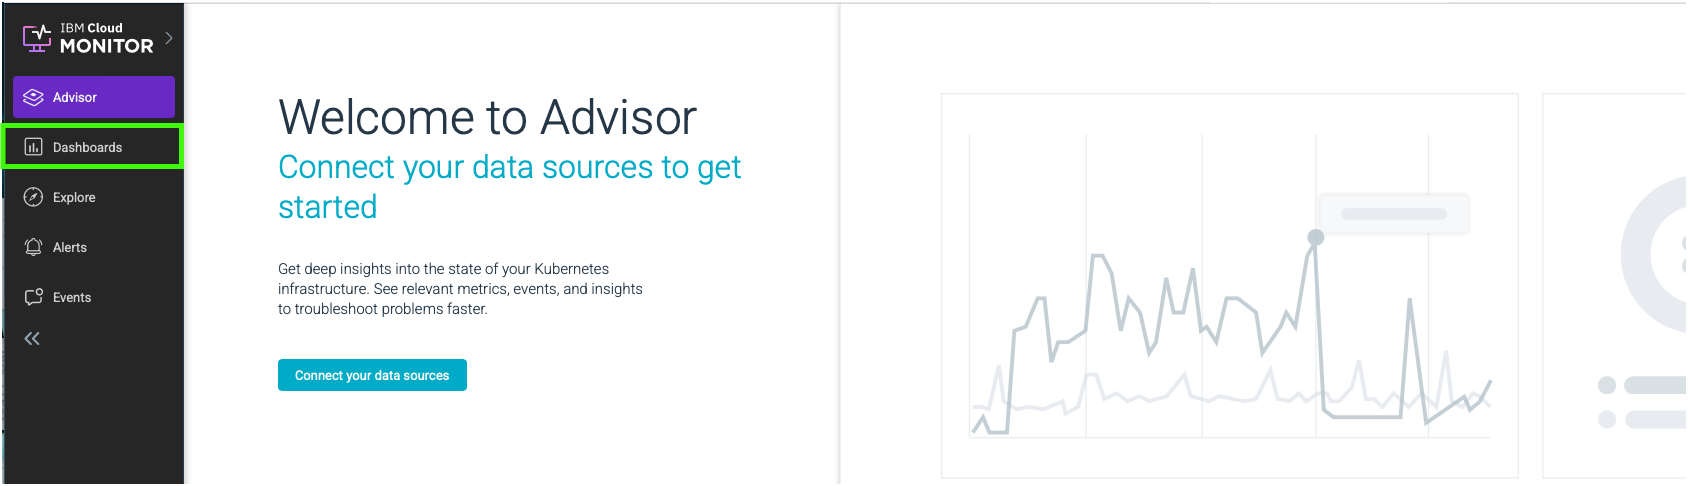 IBM Cloud
MONITOR
Advisor
Dashboards
Explore
Alerts
Events
Welcome to Advisor
Connect your data sources to get
started
Get deep insights into the state of your Kubernetes
infrastructure. See relevant metrics, events, and insights
to troubleshoot problems faster.
Connect your data sources